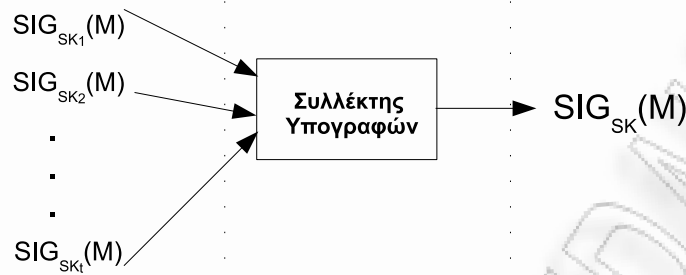 SIG_SK1(M)
SIG_SK2(M)
.
.
.
SIG_SKt(M)
Συλλέκτης
Υπογραφών
SIG_SK(M)